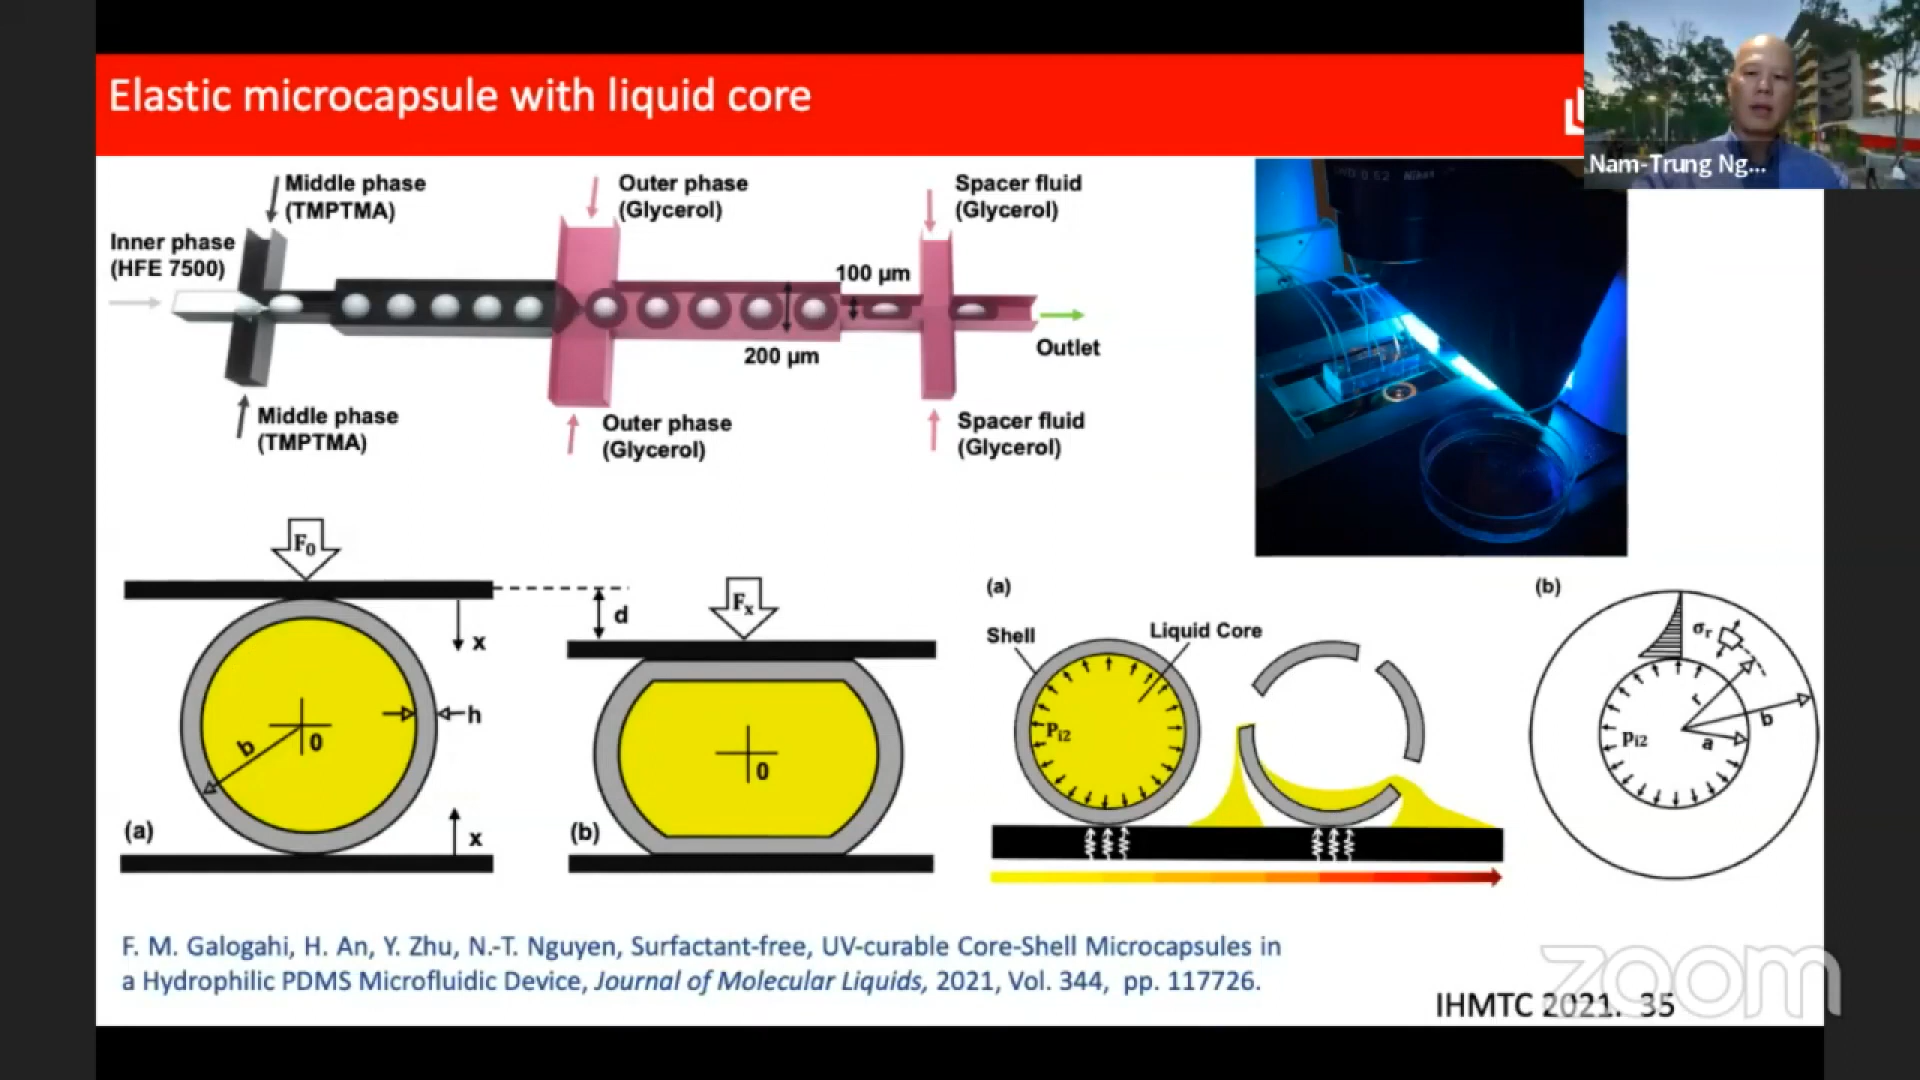 Elastic microcapsule with liquid core
Nam-Trung Ng...
Middle phase
(TMPTMA)
Outer phase
(Glycerol)
Spacer fluid
(Glycerol)
Inner phase
(HFE 7500)
100 µm
200 µm
Outlet
Middle phase
(TMPTMA)
Outer phase
(Glycerol)
Spacer fluid
(Glycerol)
F0
x
d
h
b
0
(a)
x
Fx
0
(b)
(a)
Shell
Liquid Core
Pi2
(b)
σr
r
b
a
pi2
F. M. Galogahi, H. An, Y. Zhu, N.-T. Nguyen, Surfactant-free, UV-curable Core-Shell Microcapsules in
a Hydrophilic PDMS Microfluidic Device, Journal of Molecular Liquids, 2021, Vol. 344, pp. 117726.
IHMTC 2021. 35
zoom